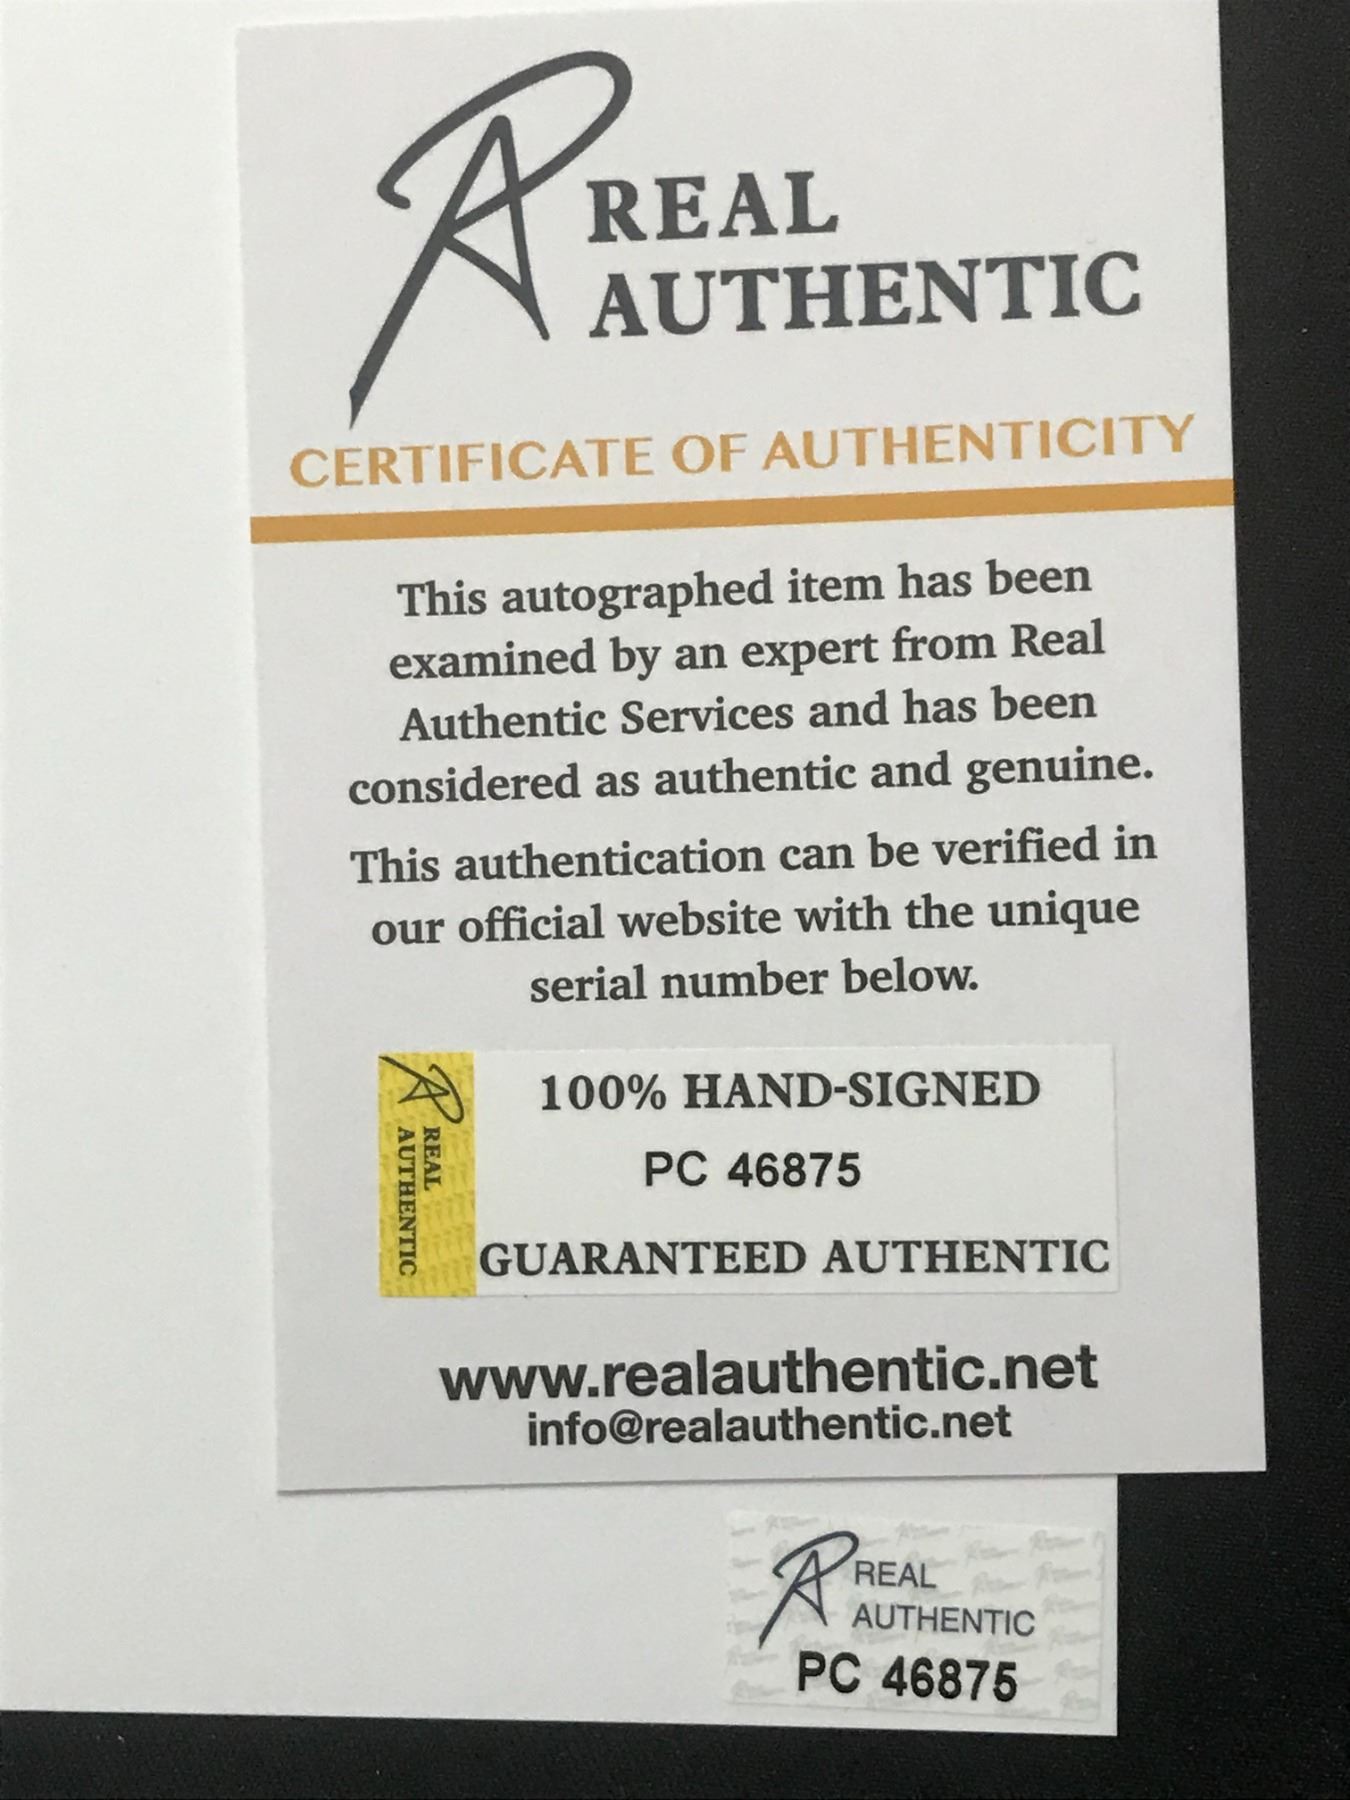 REAL
AUTHENTIC
CERTIFICATE OF AUTHENTICITY
This autographed item has been
examined by an expert from Real
Authentic Services and has been
considered as authentic and genuine.
This authentication can be verified in
our official website with the unique
serial number below.
REAL
AUTHENTIC
100% HAND-SIGNED
PC 46875
GUARANTEED AUTHENTIC
www.realauthentic.net
info@realauthentic.net
REAL
AUTHENTIC
PC 46875